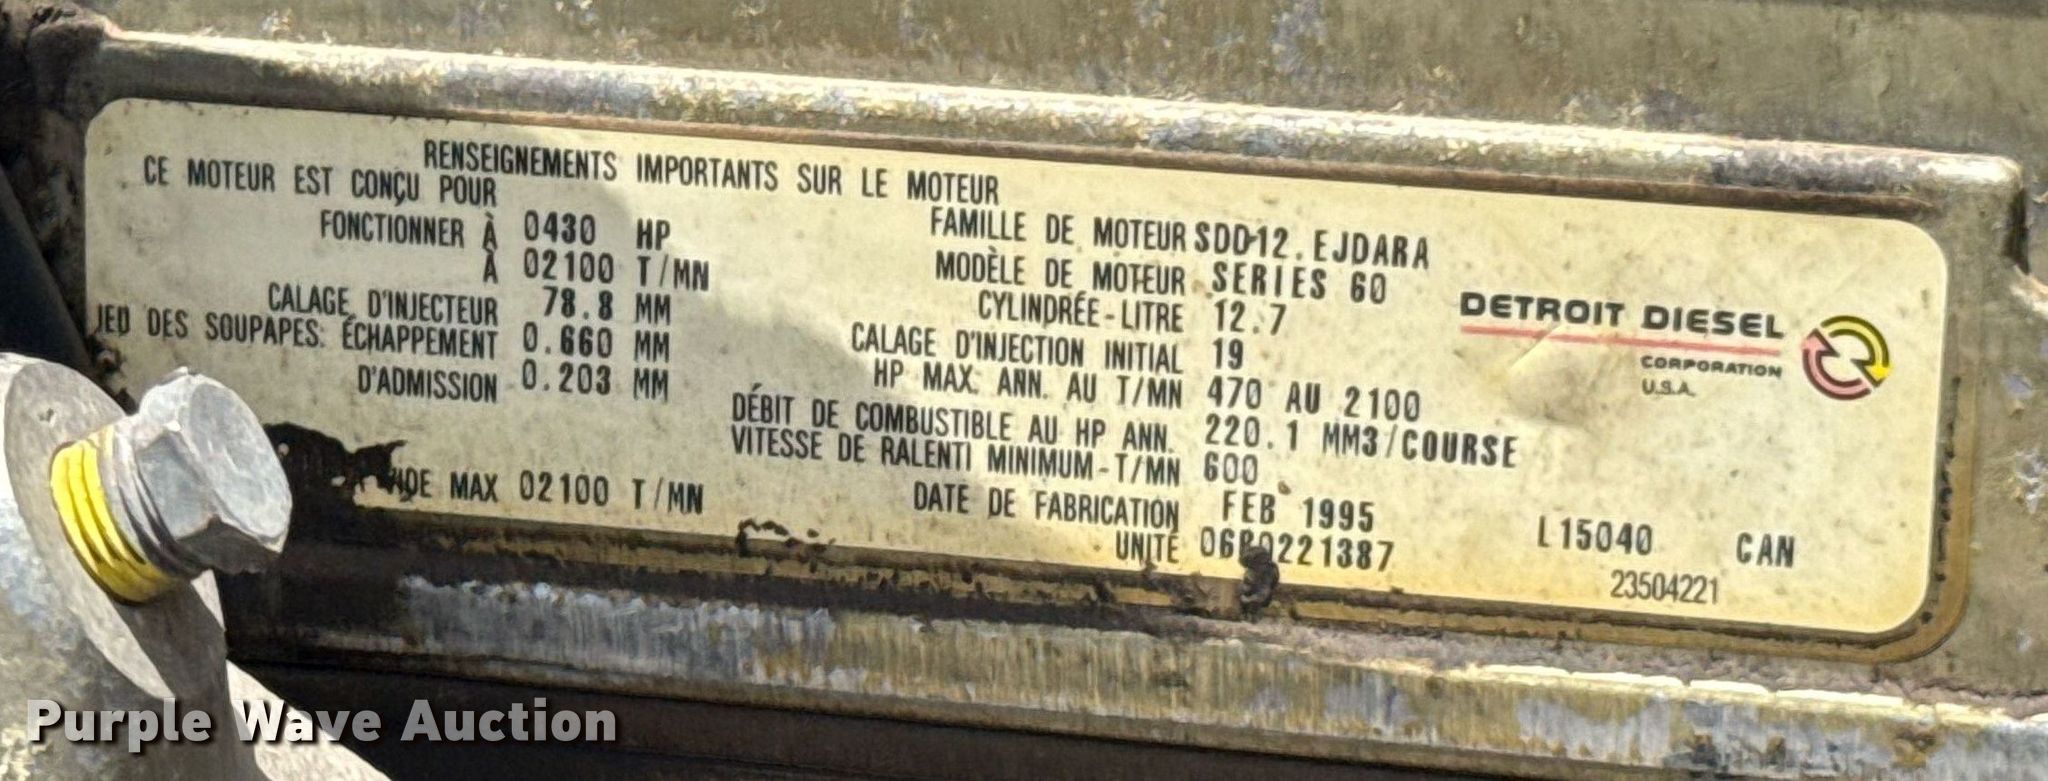 RENSEIGNEMENTS IMPORTANTS SUR LE MOTEUR
CE MOTEUR EST CONÇU POUR
FONCTIONNER À 0430 HP
À 02100 T/MN
CALAGE D'INJECTEUR 78.8 MM
JEU DES SOUPAPES: ÉCHAPPEMENT 0.660 MM
D'ADMISSION 0.203 MM
MAX 02100 T/MN
FAMILLE DE MOTEUR SDD12.EJDARA
MODÈLE DE MOTEUR SERIES 60
CYLINDRÉE-LITRE 12.7
CALAGE D'INJECTION INITIAL 19
HP MAX. ANN. AU T/MN 470 AU 2100
DÉBIT DE COMBUSTIBLE AU HP ANN. 220.1 MM3/COURSE
VITESSE DE RALENTI MINIMUM-T/MN 600
DATE DE FABRICATION FEB 1995
UNITÉ
DETROIT DIESEL
CORPORATION
U.S.A.
L15040 CAN
23504221
Purple Wave Auction